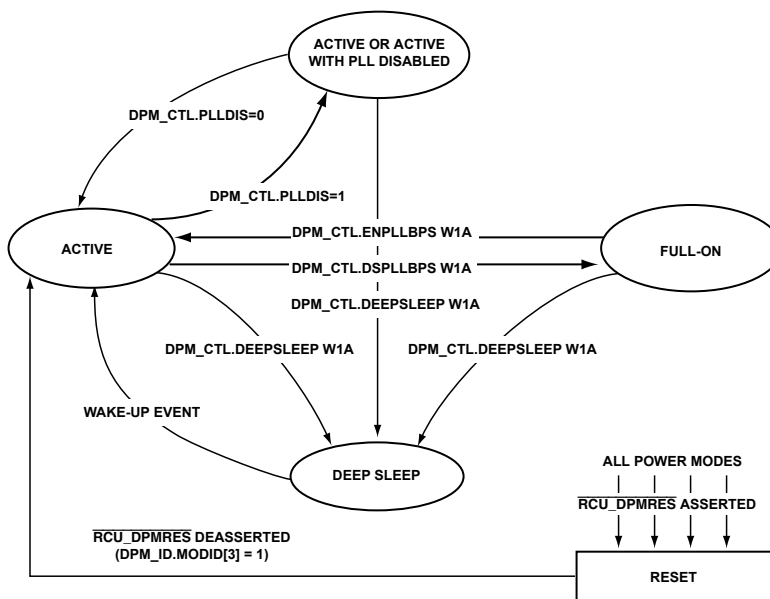 ACTIVE OR ACTIVE
WITH PLL DISABLED
DPM_CTL.PLLDIS=0
DPM_CTL.PLLDIS=1
ACTIVE
DPM_CTL.ENPLLBPS W1A
FULL-ON
DPM_CTL.DSPLLBPS W1A
DPM_CTL.DEEPSLEEP W1A
DPM_CTL.DEEPSLEEP W1A
DPM_CTL.DEEPSLEEP W1A
WAKE-UP EVENT
DEEP SLEEP
ALL POWER MODES
RCU_DPMRES ASSERTED
RCU_DPMRES DEASSERTED
(DPM_ID.MODID[3] = 1)
RESET